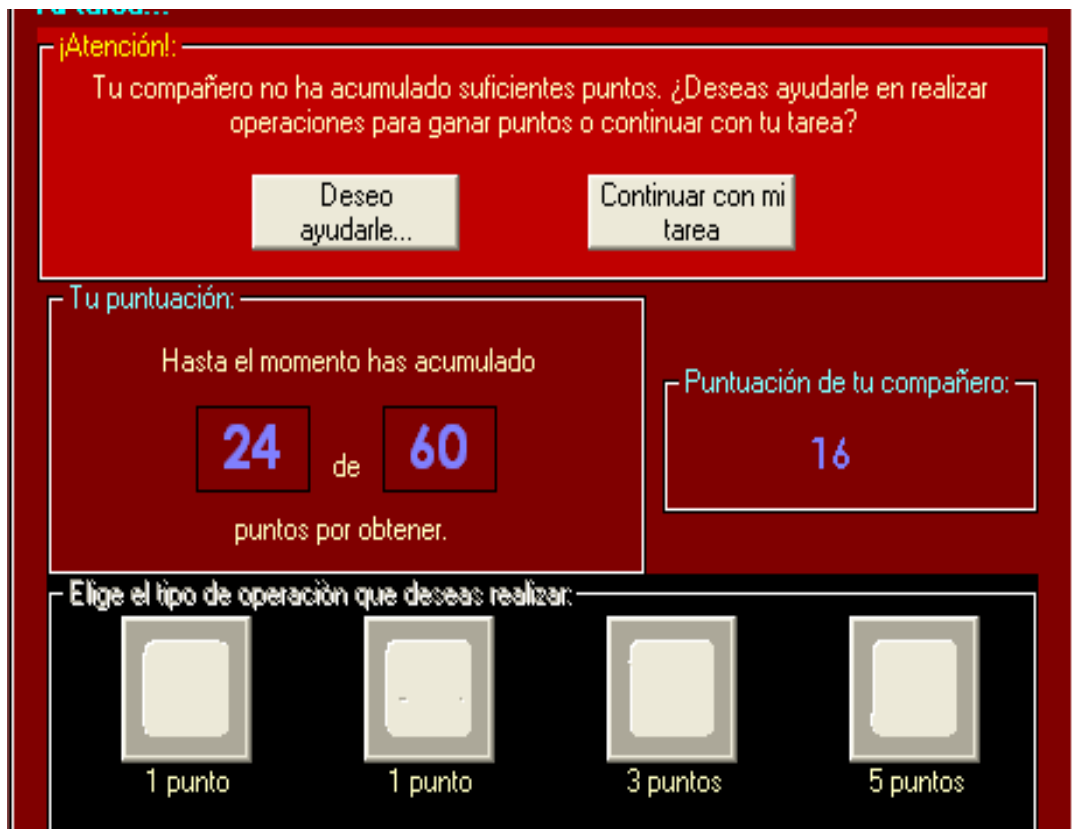 Tu tarea...
¡Atención!:
Tu compañero no ha acumulado suficientes puntos. ¿Deseas ayudarle en realizar
operaciones para ganar puntos o continuar con tu tarea?
Deseo
ayudarle...
Continuar con mi
tarea
Tu puntuación:
Hasta el momento has acumulado
24 de 60
puntos por obtener.
Puntuación de tu compañero:
16
Elige el tipo de operación que deseas realizar:
1 punto
1 punto
3 puntos
5 puntos